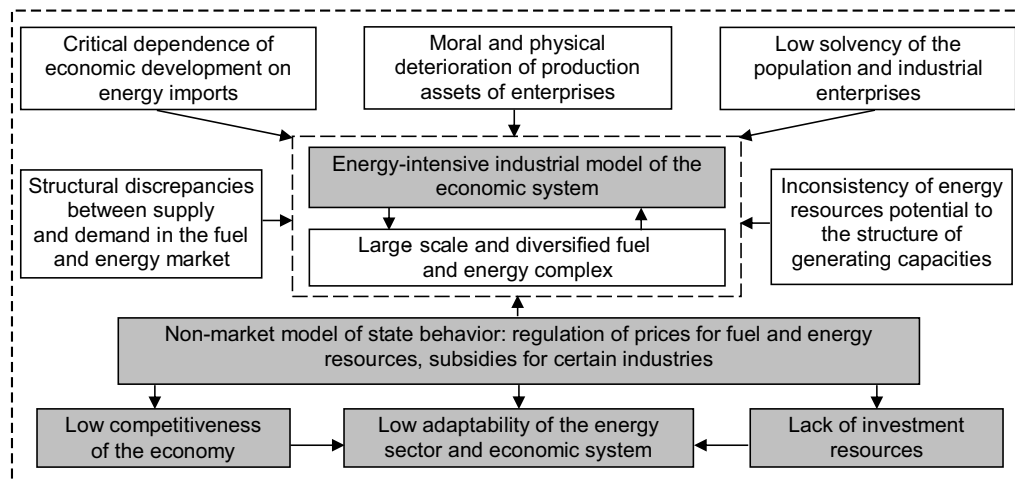 Critical dependence of
economic development on
energy imports
Moral and physical
deterioration of production
assets of enterprises
Low solvency of the
population and industrial
enterprises
Structural discrepancies
between supply
and demand in the fuel
and energy market
Energy-intensive industrial model of the
economic system
Large scale and diversified fuel
and energy complex
Inconsistency of energy
resources potential to
the structure of
generating capacities
Non-market model of state behavior: regulation of prices for fuel and energy
resources, subsidies for certain industries
Low competitiveness
of the economy
Low adaptability of the energy
sector and economic system
Lack of investment
resources